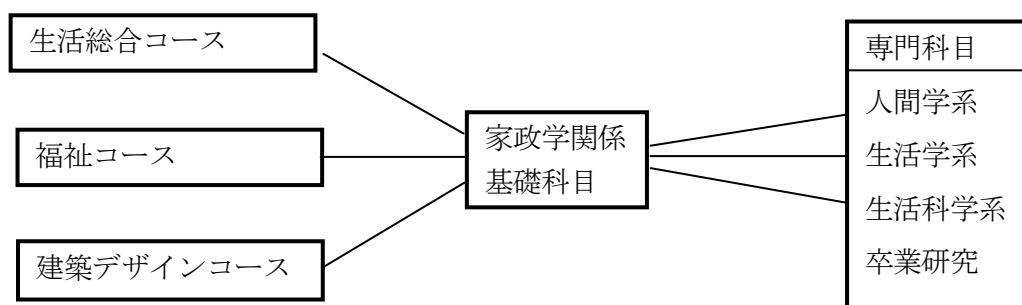 生活総合コース
福祉コース
建築デザインコース
家政学関係
基礎科目
専門科目
人間学系
生活学系
生活科学系
卒業研究